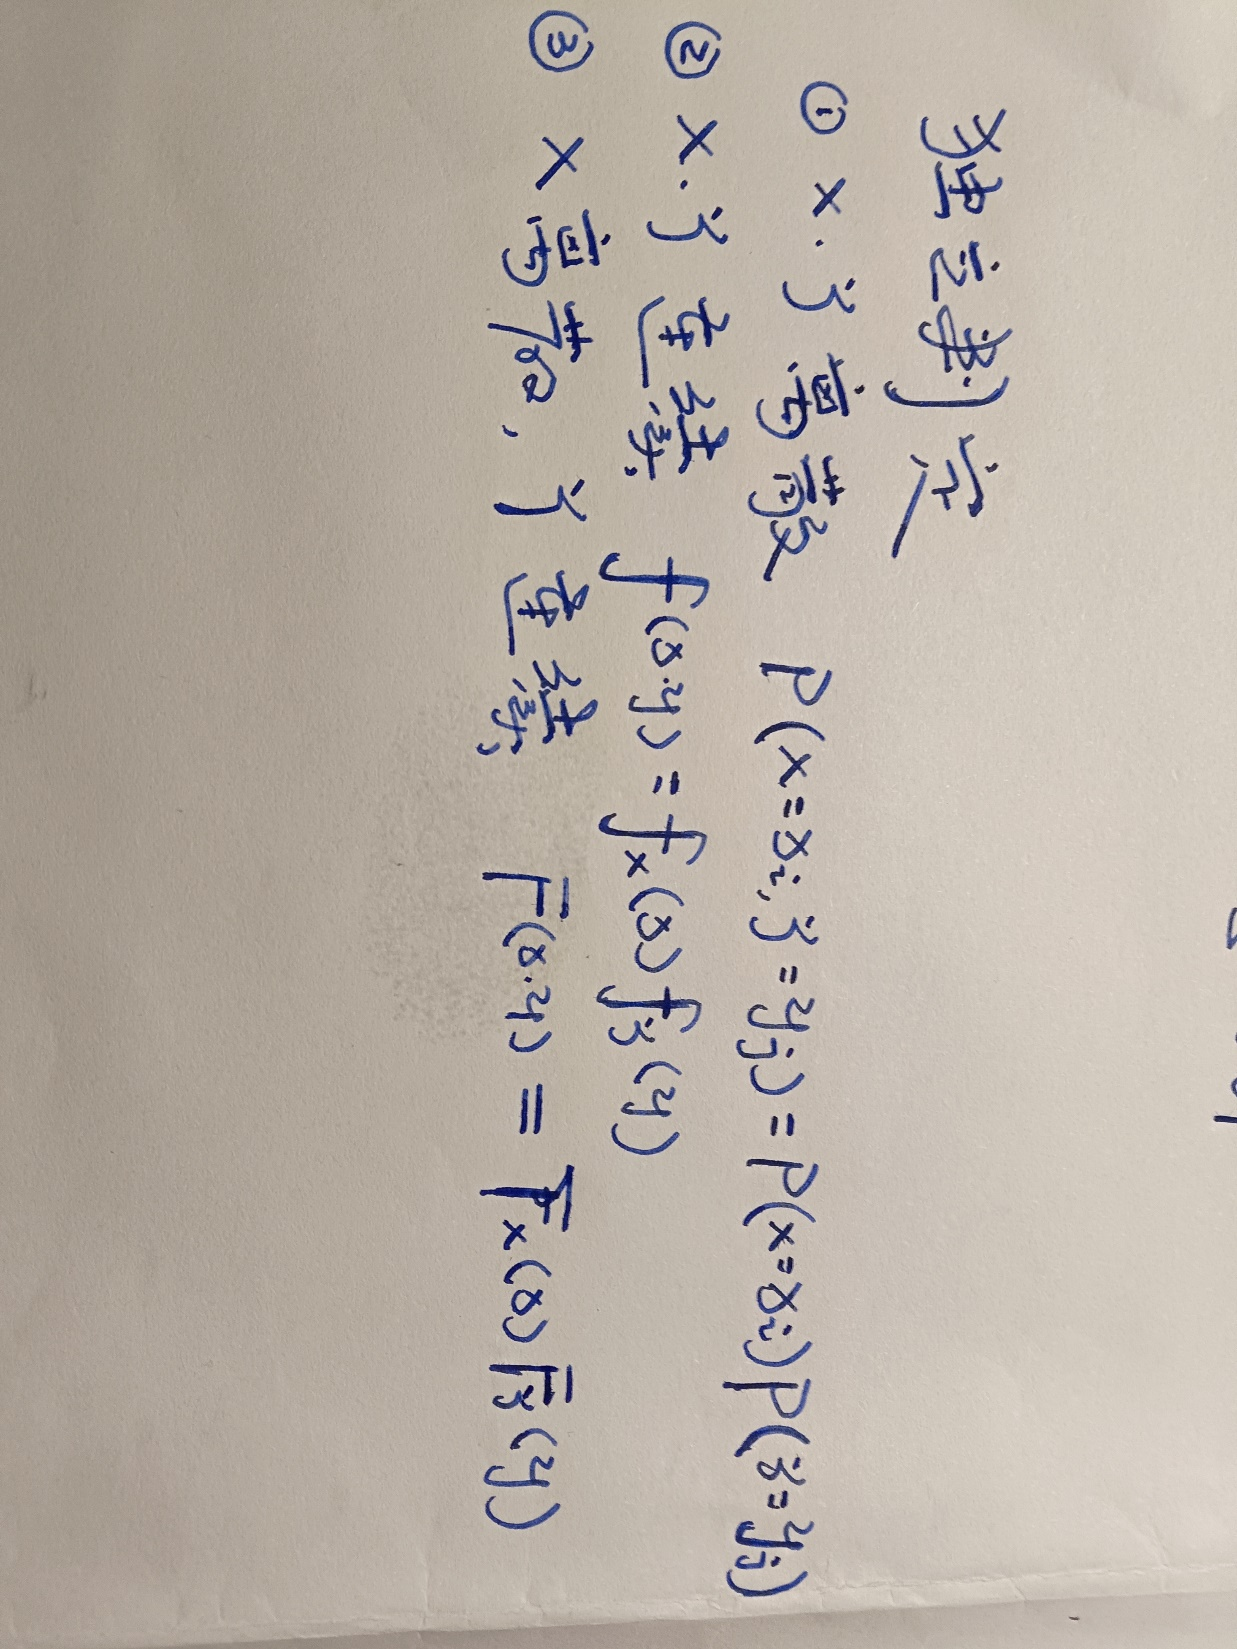 独立判定
① X.Y 离散 P(X=xᵢ,Y=yⱼ)=P(X=xᵢ)P(Y=yⱼ)
② X.Y 连续 f(x.y)=fₓ(x)fY(y)
③ X 离散,Y 连续 F(x.y)=Fₓ(x)FY(y)